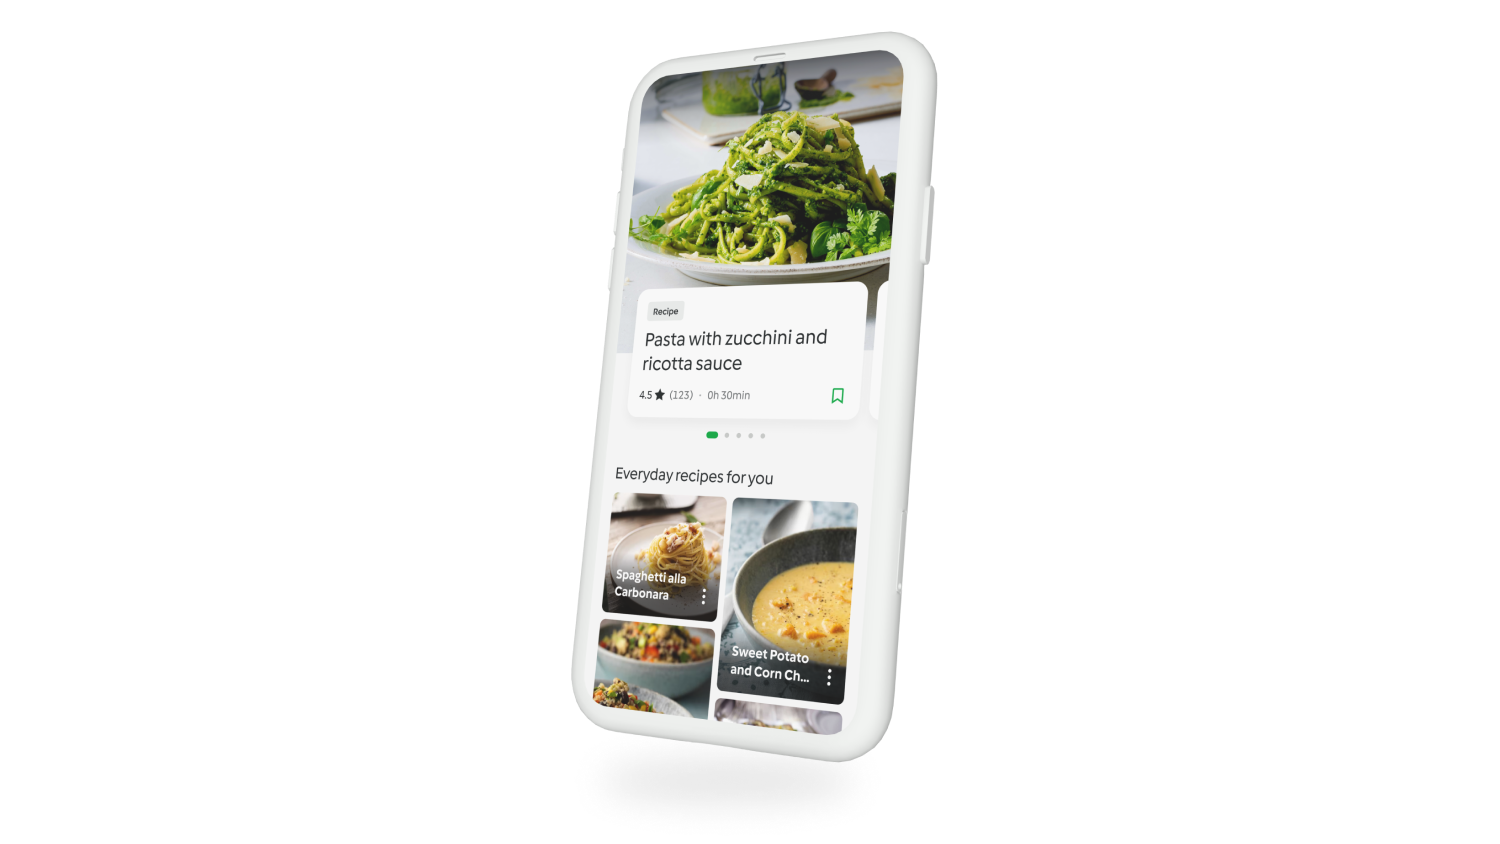 Recipe
Pasta with zucchini and
ricotta sauce
4.5 ★ (123) · 0h 30min
Everyday recipes for you
Spaghetti alla
Carbonara
Sweet Potato
and Corn Ch...